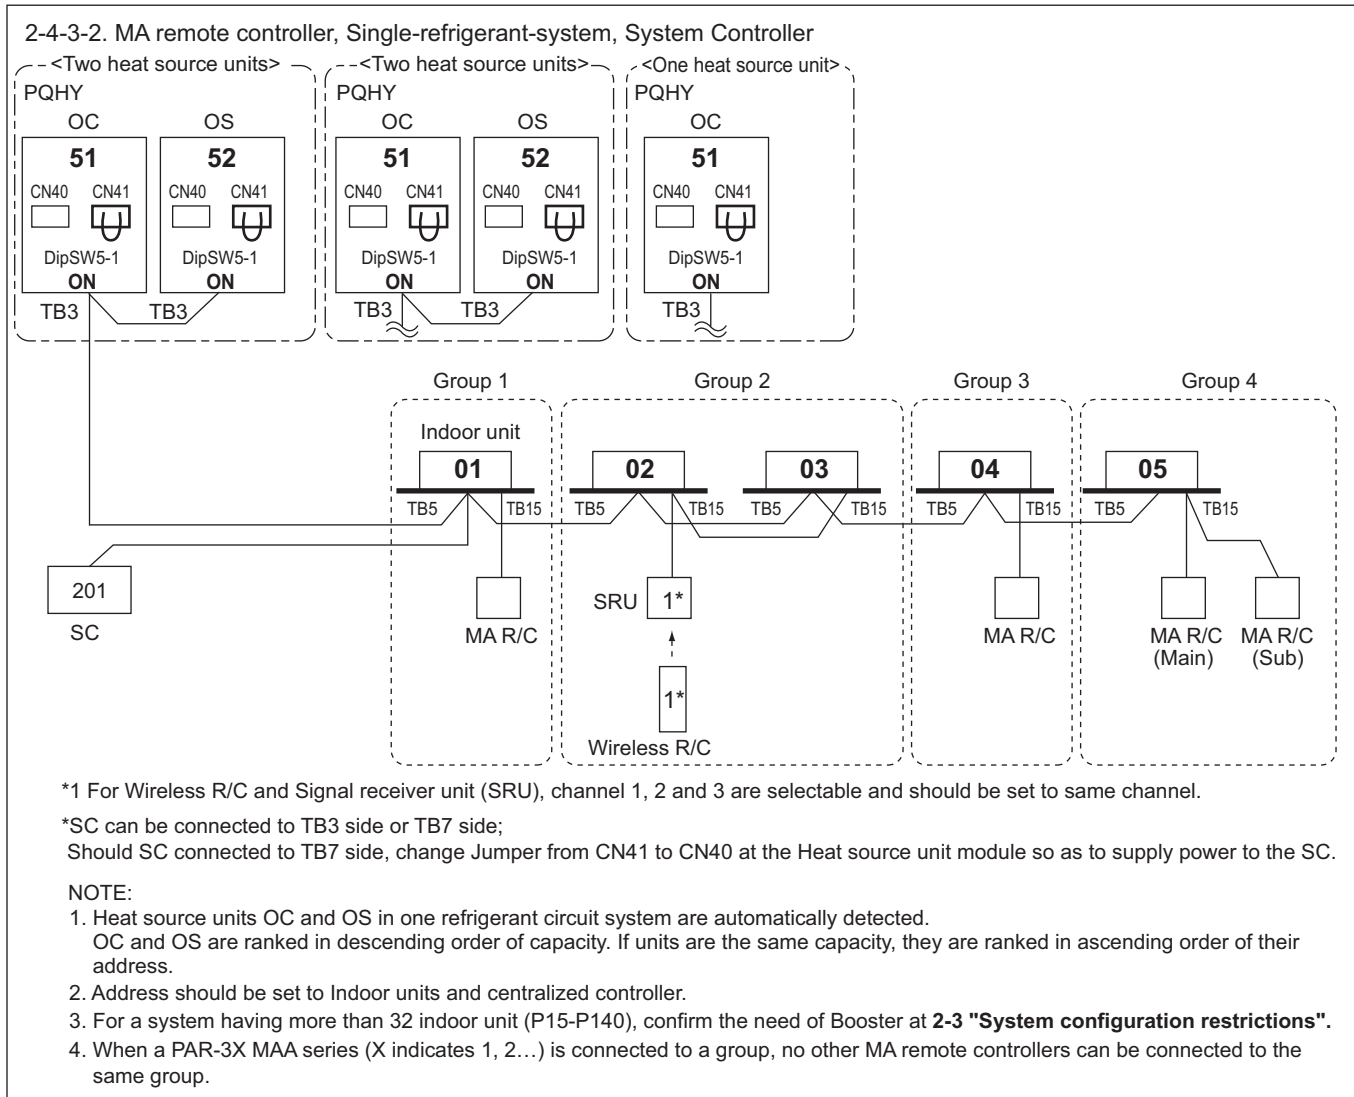 2-4-3-2. MA remote controller, Single-refrigerant-system, System Controller
<Two heat source units> <Two heat source units> <One heat source unit>
PQHY PQHY PQHY
OC OS OC OS OC
51 52 51 52 51
CN40 CN41 CN40 CN41 CN40 CN41 CN40 CN41 CN40 CN41
DipSW5-1 DipSW5-1 DipSW5-1 DipSW5-1 DipSW5-1
ON ON ON ON ON
TB3 TB3 TB3 TB3 TB3
Group 1 Group 2 Group 3 Group 4
Indoor unit
01 02 03 04 05
TB5 TB15 TB5 TB15 TB5 TB15 TB5 TB15 TB5 TB15
201
SC
SRU 1*
MA R/C MA R/C MA R/C MA R/C
(Main) (Sub)
1*
Wireless R/C
*1 For Wireless R/C and Signal receiver unit (SRU), channel 1, 2 and 3 are selectable and should be set to same channel.
*SC can be connected to TB3 side or TB7 side;
Should SC connected to TB7 side, change Jumper from CN41 to CN40 at the Heat source unit module so as to supply power to the SC.
NOTE:
1. Heat source units OC and OS in one refrigerant circuit system are automatically detected.
OC and OS are ranked in descending order of capacity. If units are the same capacity, they are ranked in ascending order of their
address.
2. Address should be set to Indoor units and centralized controller.
3. For a system having more than 32 indoor unit (P15-P140), confirm the need of Booster at 2-3 "System configuration restrictions".
4. When a PAR-3X MAA series (X indicates 1, 2…) is connected to a group, no other MA remote controllers can be connected to the
same group.